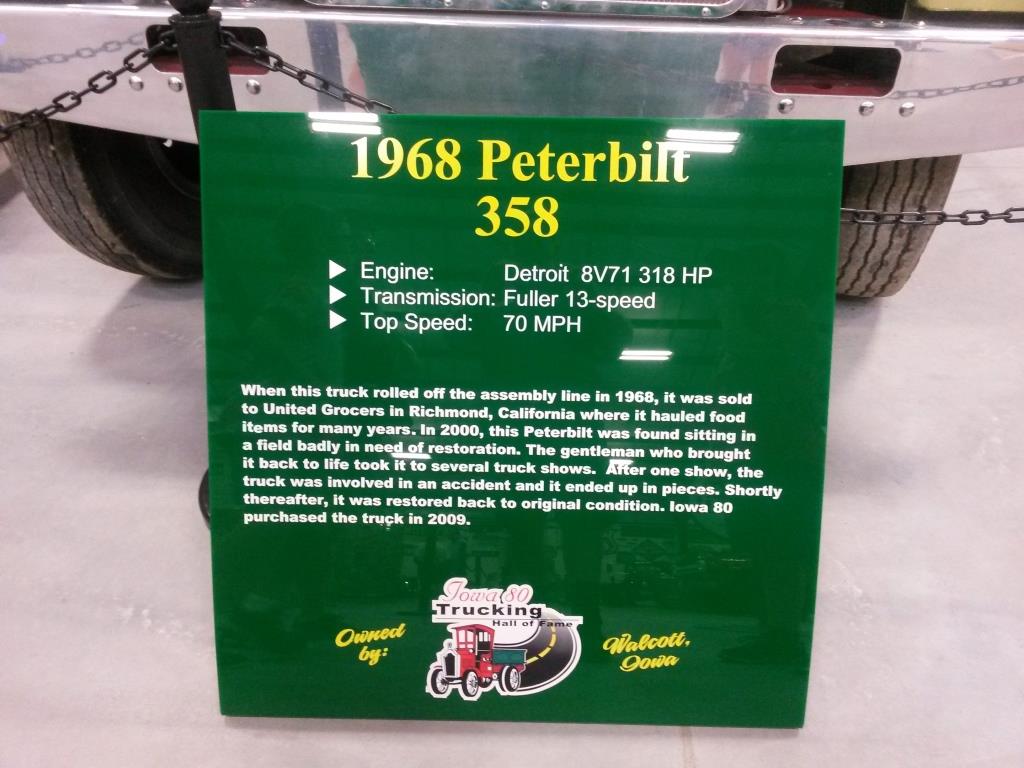 1968 Peterbilt
358
Engine: Detroit 8V71 318 HP
Transmission: Fuller 13-speed
Top Speed: 70 MPH
When this truck rolled off the assembly line in 1968, it was sold
to United Grocers in Richmond, California where it hauled food
items for many years. In 2000, this Peterbilt was found sitting in
a field badly in need of restoration. The gentleman who brought
it back to life took it to several truck shows. After one show, the
truck was involved in an accident and it ended up in pieces. Shortly
thereafter, it was restored back to original condition. Iowa 80
purchased the truck in 2009.
Owned
by:
Iowa 80
Trucking
Hall of Fame
Walcott,
Iowa